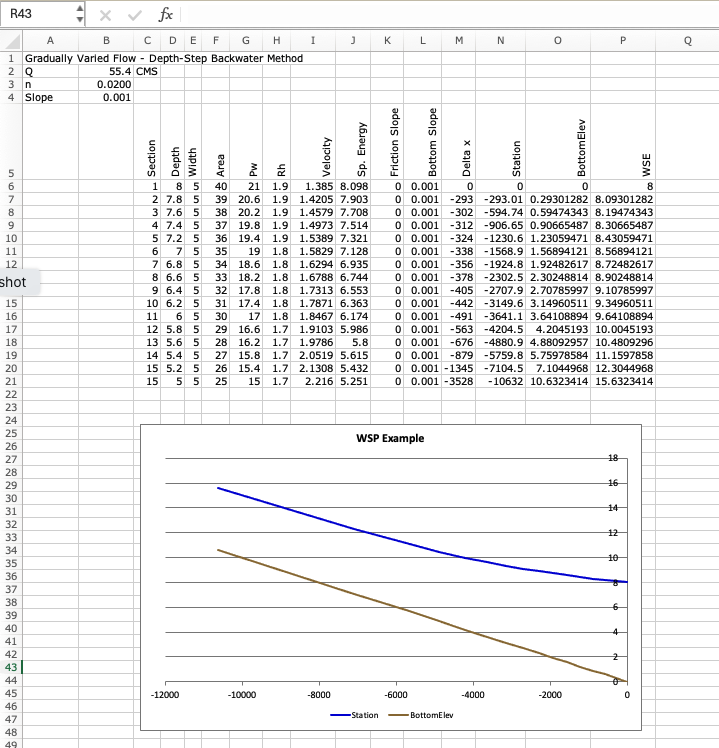 R43 fx
A B C D E F G H I J K L M N O P Q
1 Gradually Varied Flow - Depth-Step Backwater Method
2 Q 55.4 CMS
3 n 0.0200
4 Slope 0.001
5 Section Depth Width Area Pw Rh Velocity Sp. Energy Friction Slope Bottom Slope Delta x Station BottomElev WSE
6 1 8 5 40 21 1.9 1.385 8.098 0 0.001 0 0 0 8
7 2 7.8 5 39 20.6 1.9 1.4205 7.903 0 0.001 -293 -293.01 0.29301282 8.09301282
8 3 7.6 5 38 20.2 1.9 1.4579 7.708 0 0.001 -302 -594.74 0.59474343 8.19474343
9 4 7.4 5 37 19.8 1.9 1.4973 7.514 0 0.001 -312 -906.65 0.90665487 8.30665487
10 5 7.2 5 36 19.4 1.9 1.5389 7.321 0 0.001 -324 -1230.6 1.23059471 8.43059471
11 6 7 5 35 19 1.8 1.5829 7.128 0 0.001 -338 -1568.9 1.56894121 8.56894121
12 7 6.8 5 34 18.6 1.8 1.6294 6.935 0 0.001 -356 -1924.8 1.92482617 8.72482617
shot 8 6.6 5 33 18.2 1.8 1.6788 6.744 0 0.001 -378 -2302.5 2.30248814 8.90248814
14 9 6.4 5 32 17.8 1.8 1.7313 6.553 0 0.001 -405 -2707.9 2.70785997 9.10785997
15 10 6.2 5 31 17.4 1.8 1.7871 6.363 0 0.001 -442 -3149.6 3.14960511 9.34960511
16 11 6 5 30 17 1.8 1.8467 6.174 0 0.001 -491 -3641.1 3.64108894 9.64108894
17 12 5.8 5 29 16.6 1.7 1.9103 5.986 0 0.001 -563 -4204.5 4.2045193 10.0045193
18 13 5.6 5 28 16.2 1.7 1.9786 5.8 0 0.001 -676 -4880.9 4.88092957 10.4809296
19 14 5.4 5 27 15.8 1.7 2.0519 5.615 0 0.001 -879 -5759.8 5.75978584 11.1597858
20 15 5.2 5 26 15.4 1.7 2.1308 5.432 0 0.001 -1345 -7104.5 7.1044968 12.3044968
21 15 5 5 25 15 1.7 2.216 5.251 0 0.001 -3528 -10632 10.6323414 15.6323414
22
23
24
25 WSP Example
26
27 18
28
29 16
30
31 14
32
33 12
34
35 10
36
37 8
38
39 6
40
41 4
42
43 2
44 0
45 -12000 -10000 -8000 -6000 -4000 -2000 0
46
47 Station BottomElev
48
49